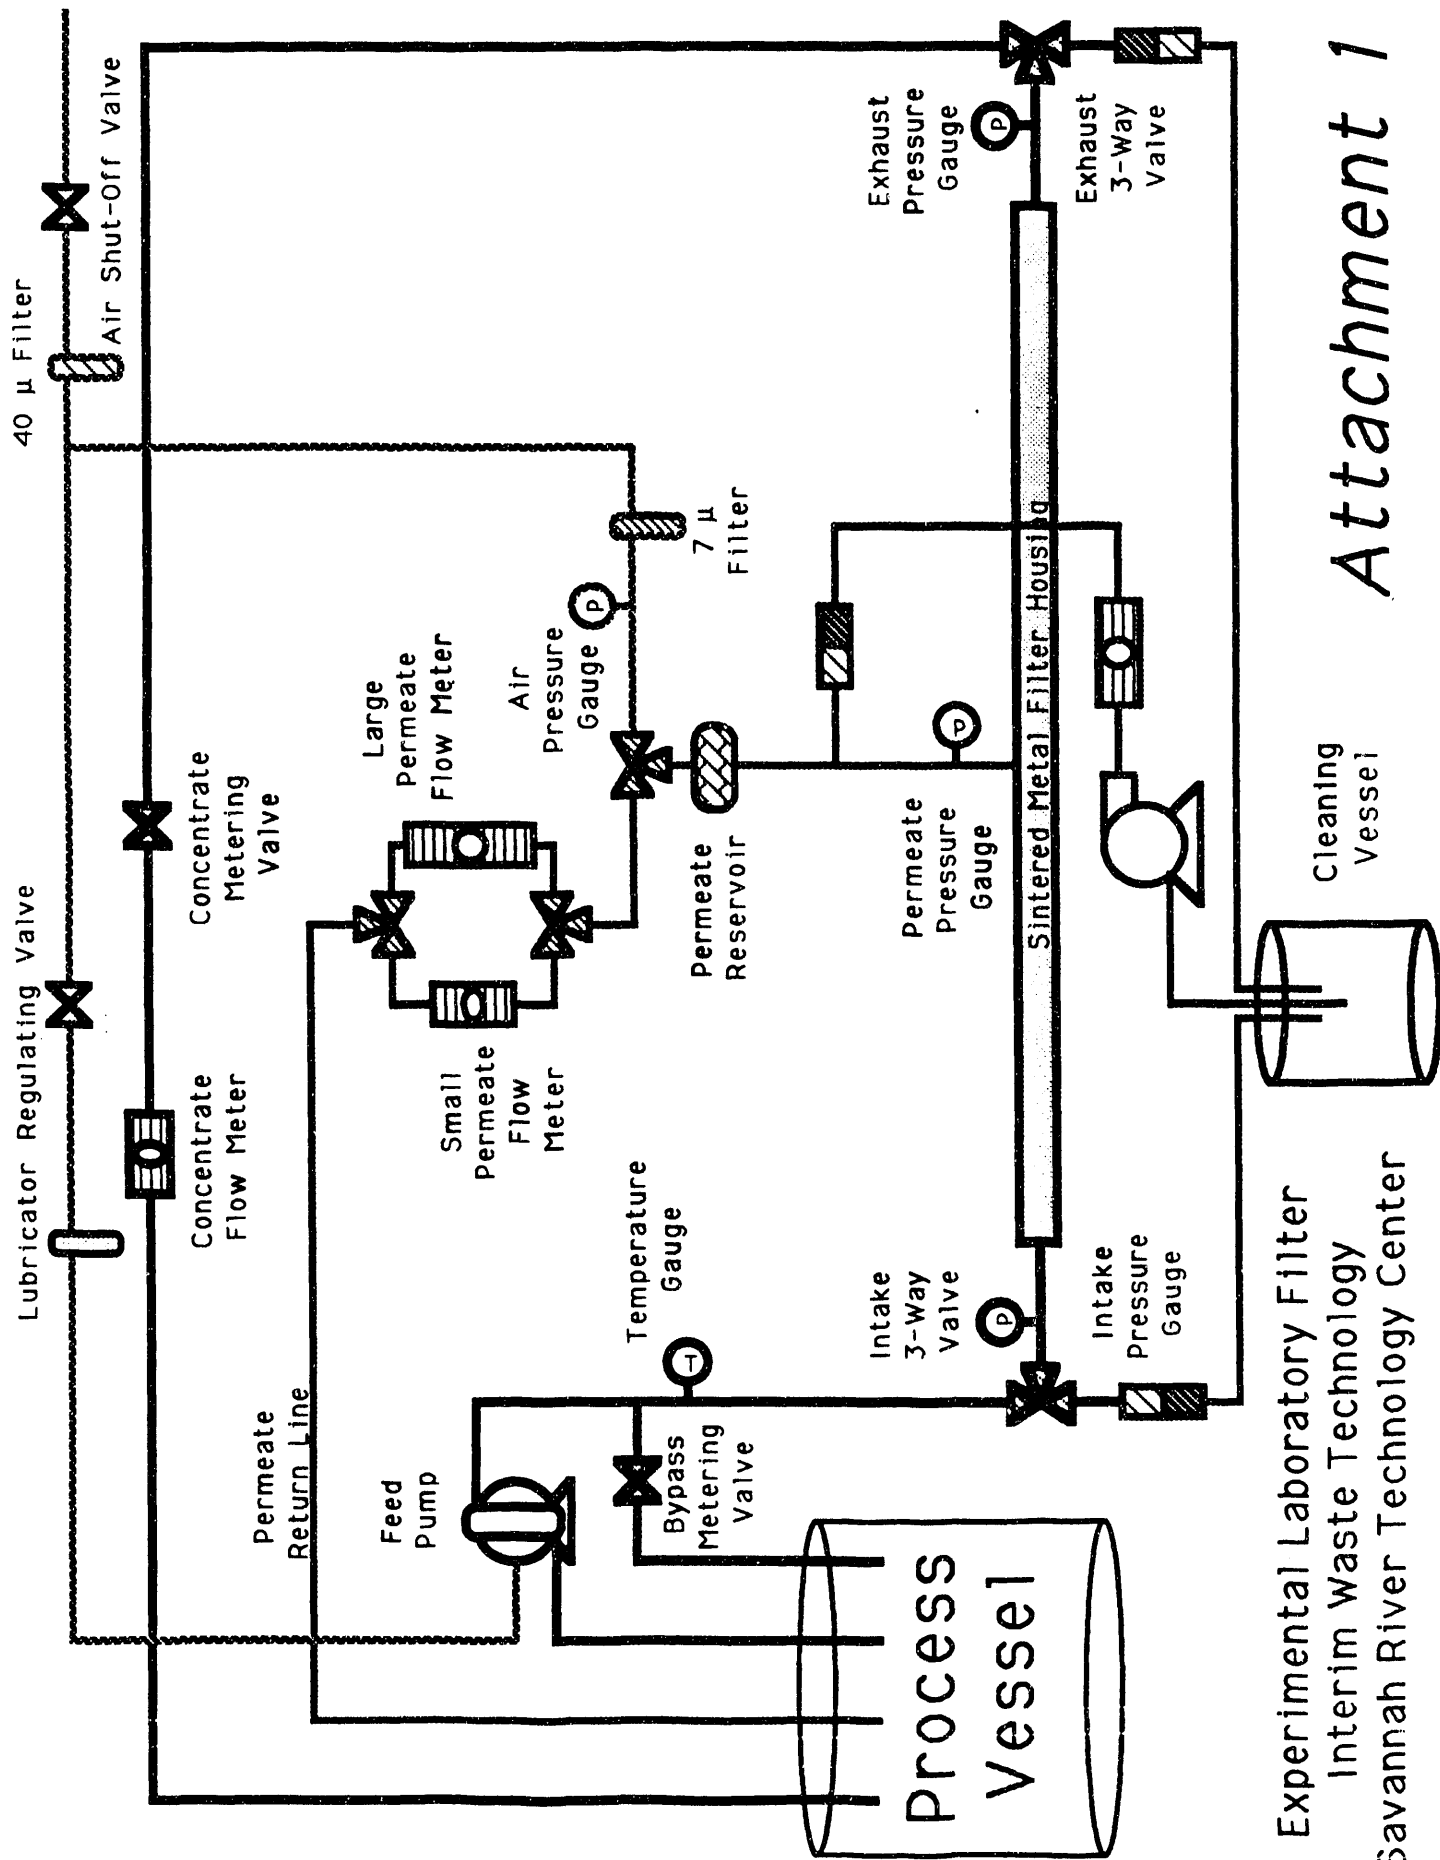 Lubricator Regulating Valve
40 µ Filter
Air Shut-Off Valve
Concentrate
Flow Meter
Concentrate
Metering
Valve
Permeate
Return Line
Large
Permeate
Flow Meter
Feed
Pump
Small
Permeate
Flow
Meter
Air
Pressure
Gauge
P
7 µ
Filter
Temperature
Gauge
T
Bypass
Metering
Valve
Permeate
Reservoir
Exhaust
Pressure
Gauge
P
Intake
3-Way
Valve
P
Permeate
Pressure
Gauge
P
Process
Vessel
Sintered Metal Filter Housing
Intake
Pressure
Gauge
Exhaust
3-Way
Valve
Cleaning
Vessel
Experimental Laboratory Filter
Interim Waste Technology
Savannah River Technology Center
Attachment 1